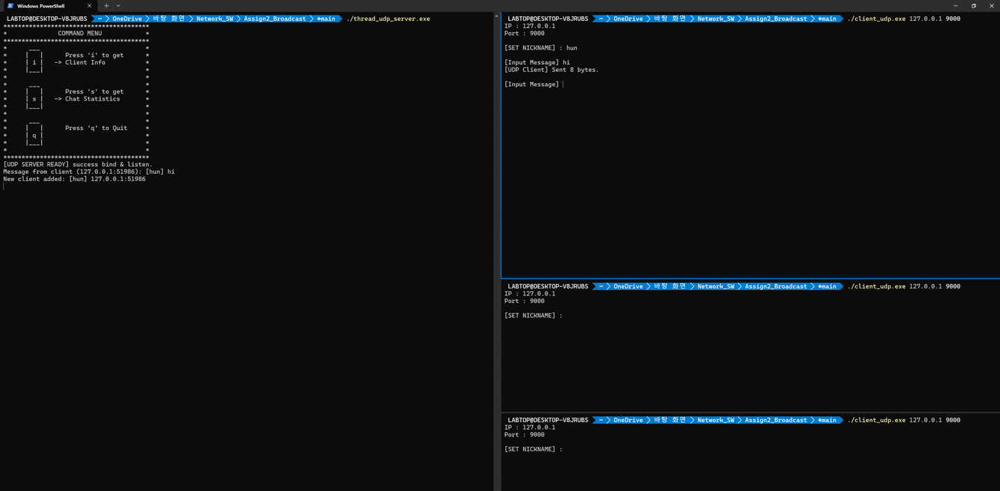 Windows PowerShell
LABTOP@DESKTOP-V8JRUBS ~ OneDrive 바탕 화면 Network_SW Assign2_Broadcast main ./thread_udp_server.exe
****************************************
*              COMMAND MENU            *
****************************************
*      ___                             *
*     |   |      Press 'i' to get      *
*     | i |   -> Client Info           *
*     |___|                            *
*                                      *
*      ___                             *
*     |   |      Press 's' to get      *
*     | s |   -> Chat Statistics       *
*     |___|                            *
*                                      *
*      ___                             *
*     |   |      Press 'q' to Quit     *
*     | q |                            *
*     |___|                            *
*                                      *
****************************************
[UDP SERVER READY] success bind & listen.
Message from client (127.0.0.1:51986): [hun] hi
New client added: [hun] 127.0.0.1:51986
LABTOP@DESKTOP-V8JRUBS ~ OneDrive 바탕 화면 Network_SW Assign2_Broadcast main ./client_udp.exe 127.0.0.1 9000
IP : 127.0.0.1
Port : 9000
[SET NICKNAME] : hun
[Input Message] hi
[UDP Client] Sent 8 bytes.
[Input Message]
LABTOP@DESKTOP-V8JRUBS ~ OneDrive 바탕 화면 Network_SW Assign2_Broadcast main ./client_udp.exe 127.0.0.1 9000
IP : 127.0.0.1
Port : 9000
[SET NICKNAME] :
LABTOP@DESKTOP-V8JRUBS ~ OneDrive 바탕 화면 Network_SW Assign2_Broadcast main ./client_udp.exe 127.0.0.1 9000
IP : 127.0.0.1
Port : 9000
[SET NICKNAME] :